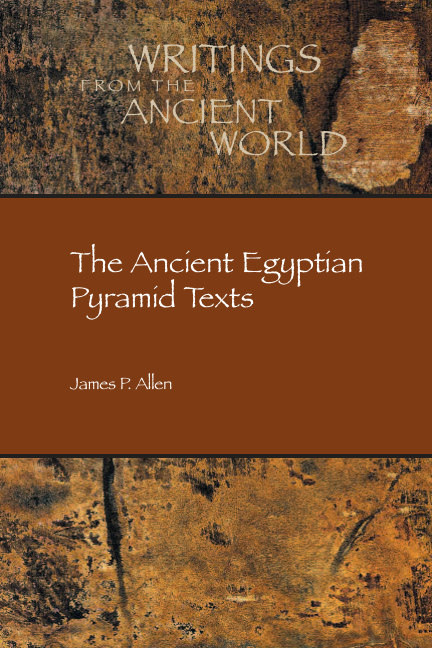 WRITINGS
FROM THE
ANCIENT
WORLD
The Ancient Egyptian
Pyramid Texts
James P. Allen